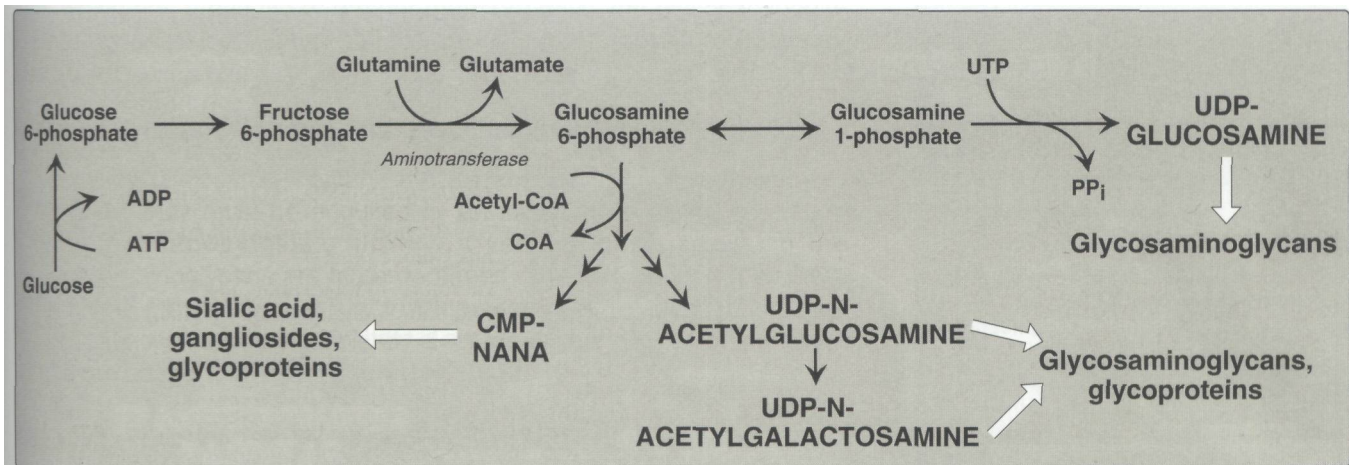 Glutamine Glutamate
UTP
Glucose
6-phosphate
Fructose
6-phosphate
Glucosamine
6-phosphate
Glucosamine
1-phosphate
UDP-
GLUCOSAMINE
Aminotransferase
PPi
ADP
ATP
Glucose
Acetyl-CoA
CoA
Glycosaminoglycans
Sialic acid,
gangliosides,
glycoproteins
CMP-
NANA
UDP-N-
ACETYLGLUCOSAMINE
UDP-N-
ACETYLGALACTOSAMINE
Glycosaminoglycans,
glycoproteins